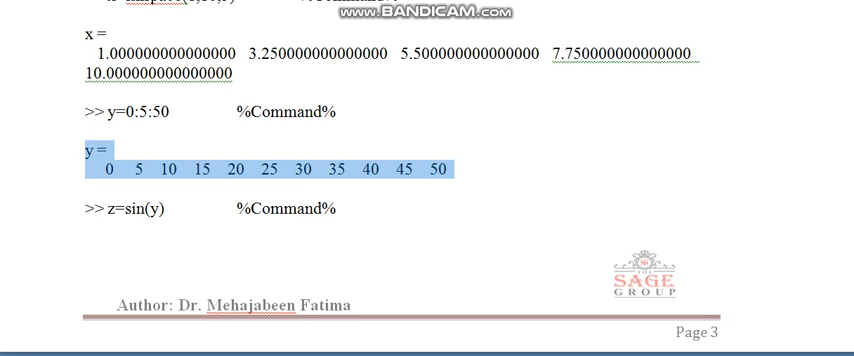 WWW.BANDICAM.COM
x =
1.000000000000000 3.250000000000000 5.500000000000000 7.750000000000000
10.000000000000000
>> y=0:5:50 %Command%
y =
0 5 10 15 20 25 30 35 40 45 50
>> z=sin(y) %Command%
THE
SAGE
GROUP
Author: Dr. Mehajabeen Fatima
Page 3